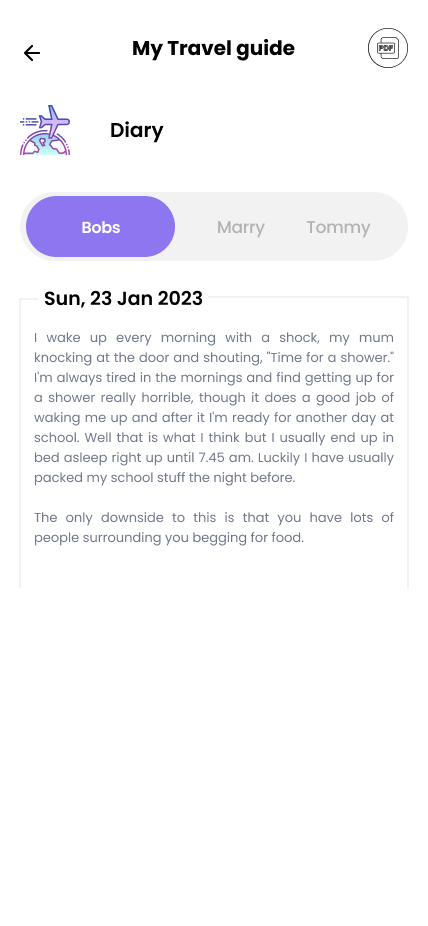 My Travel guide
PDF
Diary
Bobs
Marry
Tommy
Sun, 23 Jan 2023
I wake up every morning with a shock, my mum
knocking at the door and shouting, "Time for a shower."
I'm always tired in the mornings and find getting up for
a shower really horrible, though it does a good job of
waking me up and after it I'm ready for another day at
school. Well that is what I think but I usually end up in
bed asleep right up until 7.45 am. Luckily I have usually
packed my school stuff the night before.
The only downside to this is that you have lots of
people surrounding you begging for food.